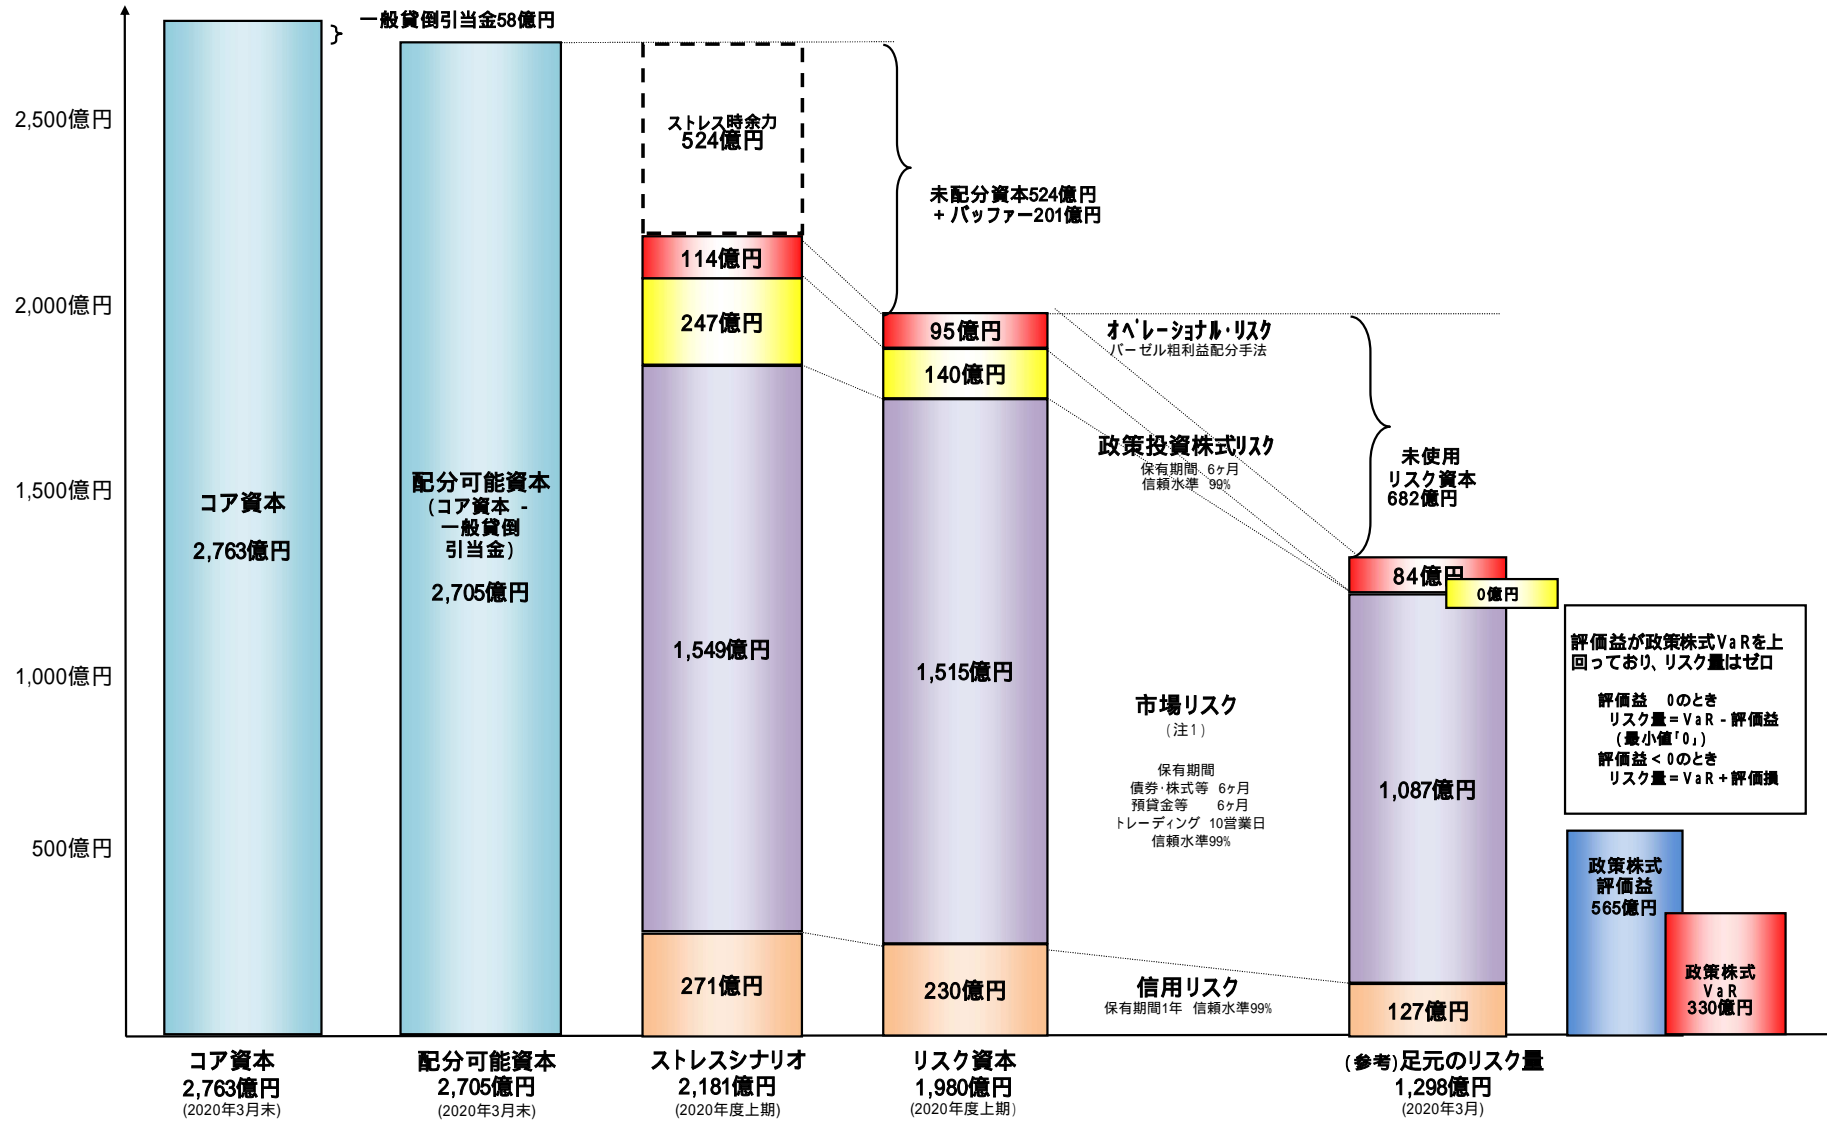 一般貸倒引当金58億円
2,500億円
2,000億円
1,500億円
1,000億円
500億円
コア資本
2,763億円
配分可能資本
(コア資本 -
一般貸倒
引当金)
2,705億円
ストレス時余力
524億円
114億円
247億円
1,549億円
271億円
未配分資本524億円
+ バッファー201億円
95億円
140億円
1,515億円
230億円
オペレーショナル・リスク
バーゼル粗利益配分手法
政策投資株式リスク
保有期間 6ヶ月
信頼水準 99%
市場リスク
(注1)
保有期間
債券・株式等 6ヶ月
預貸金等 6ヶ月
トレーディング 10営業日
信頼水準99%
信用リスク
保有期間1年 信頼水準99%
未使用
リスク資本
682億円
84億円
0億円
1,087億円
127億円
評価益が政策株式VaRを上
回っており、リスク量はゼロ
評価益 0のとき
リスク量=VaR-評価益
(最小値「0」)
評価益<0のとき
リスク量=VaR+評価損
政策株式
評価益
565億円
政策株式
VaR
330億円
コア資本
2,763億円
(2020年3月末)
配分可能資本
2,705億円
(2020年3月末)
ストレスシナリオ
2,181億円
(2020年度上期)
リスク資本
1,980億円
(2020年度上期)
(参考)足元のリスク量
1,298億円
(2020年3月)